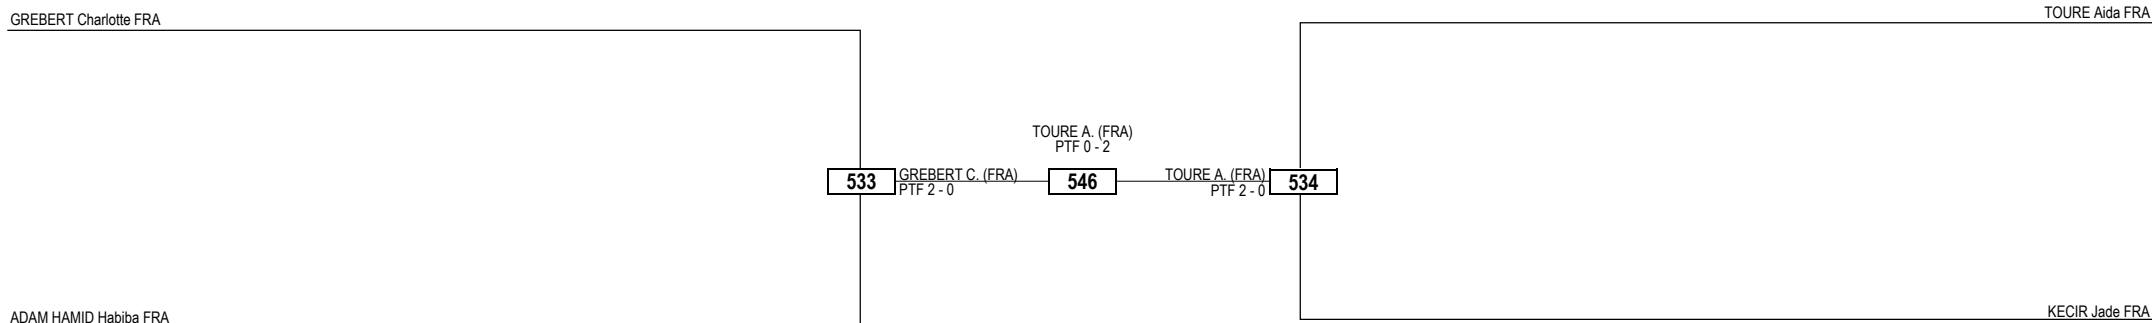 GREBERT Charlotte FRA
TOURE Aida FRA
TOURE A. (FRA)
PTF 0 - 2
533
GREBERT C. (FRA)
PTF 2 - 0
546
TOURE A. (FRA)
PTF 2 - 0
534
ADAM HAMID Habiba FRA
KECIR Jade FRA